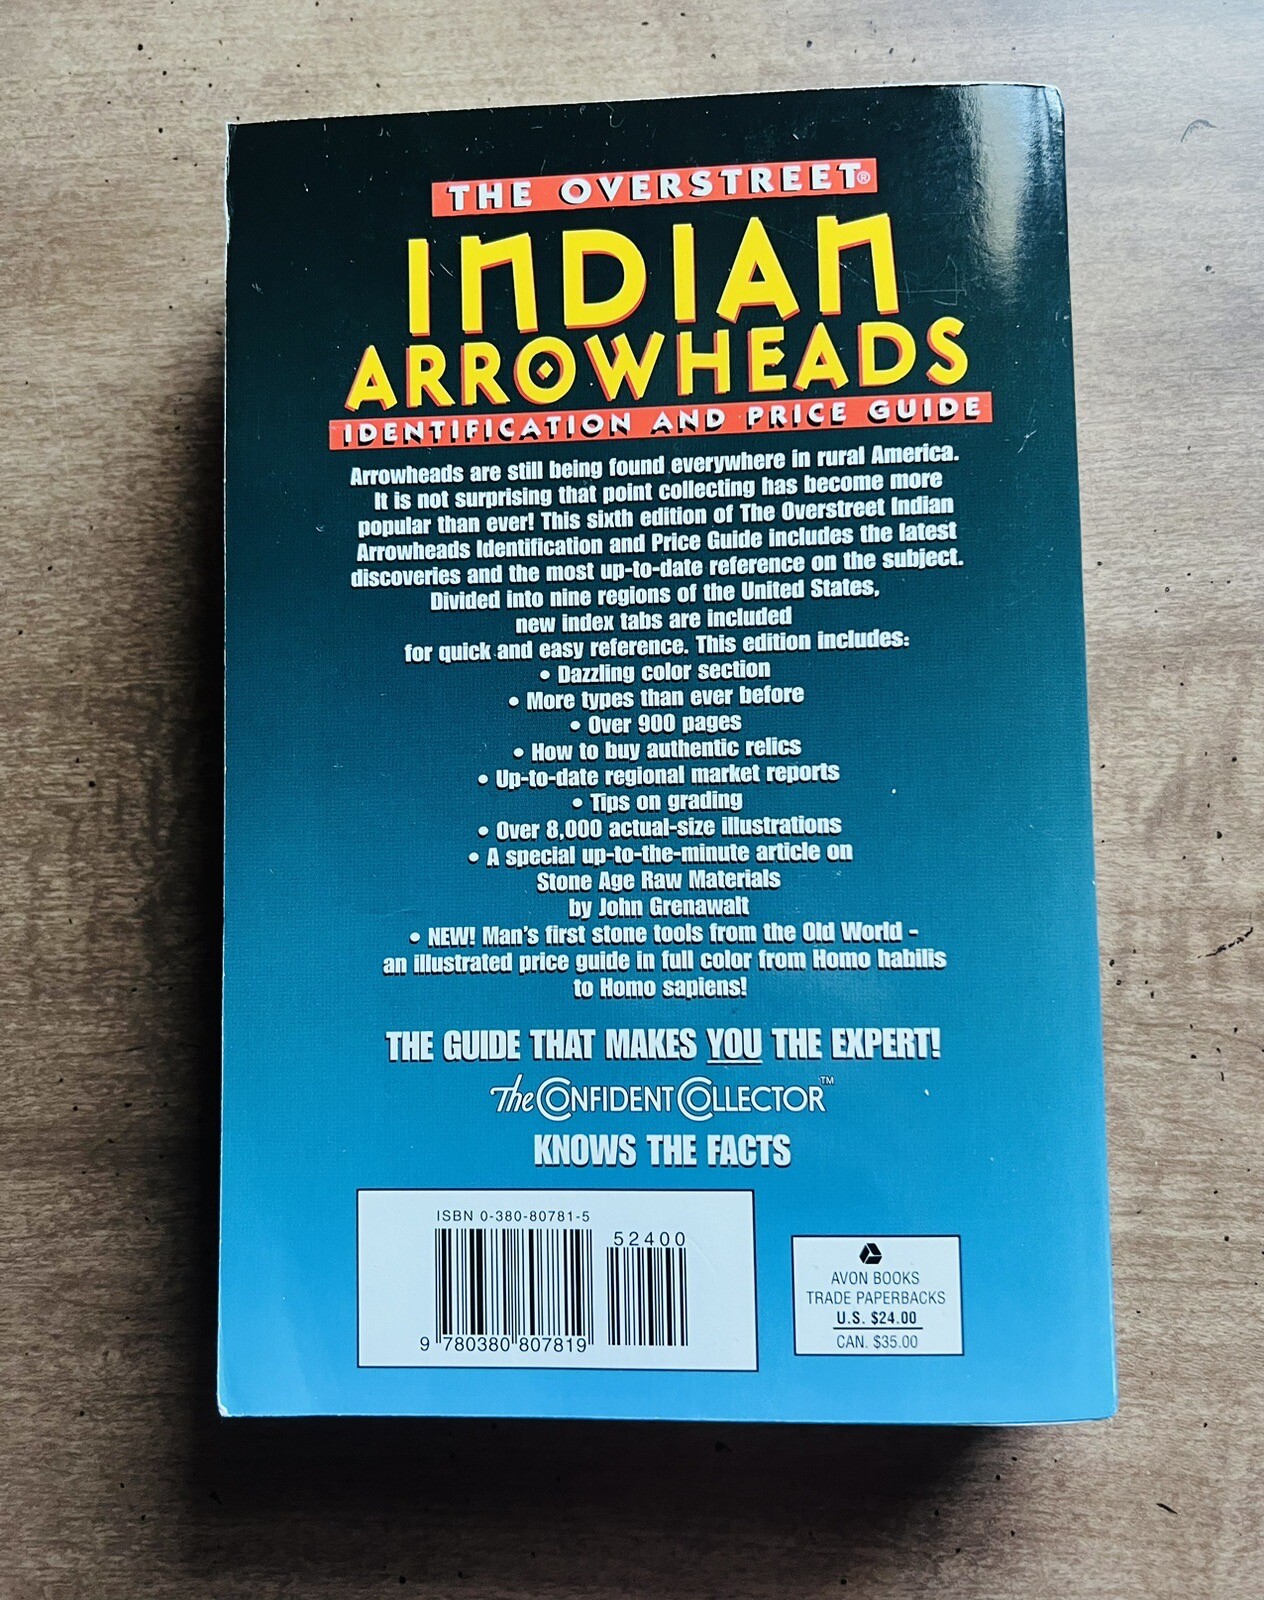 THE OVERSTREET®
INDIAN
ARROWHEADS
IDENTIFICATION AND PRICE GUIDE
Arrowheads are still being found everywhere in rural America.
It is not surprising that point collecting has become more
popular than ever! This sixth edition of The Overstreet Indian
Arrowheads Identification and Price Guide includes the latest
discoveries and the most up-to-date reference on the subject.
Divided into nine regions of the United States,
new index tabs are included
for quick and easy reference. This edition includes:
• Dazzling color section
• More types than ever before
• Over 900 pages
• How to buy authentic relics
• Up-to-date regional market reports
• Tips on grading
• Over 8,000 actual-size illustrations
• A special up-to-the-minute article on
Stone Age Raw Materials
by John Grenawalt
• NEW! Man's first stone tools from the Old World -
an illustrated price guide in full color from Homo habilis
to Homo sapiens!
THE GUIDE THAT MAKES YOU THE EXPERT!
The CONFIDENT COLLECTOR™
KNOWS THE FACTS
ISBN 0-380-80781-5
52400
9 780380 807819
AVON BOOKS
TRADE PAPERBACKS
U.S. $24.00
CAN. $35.00